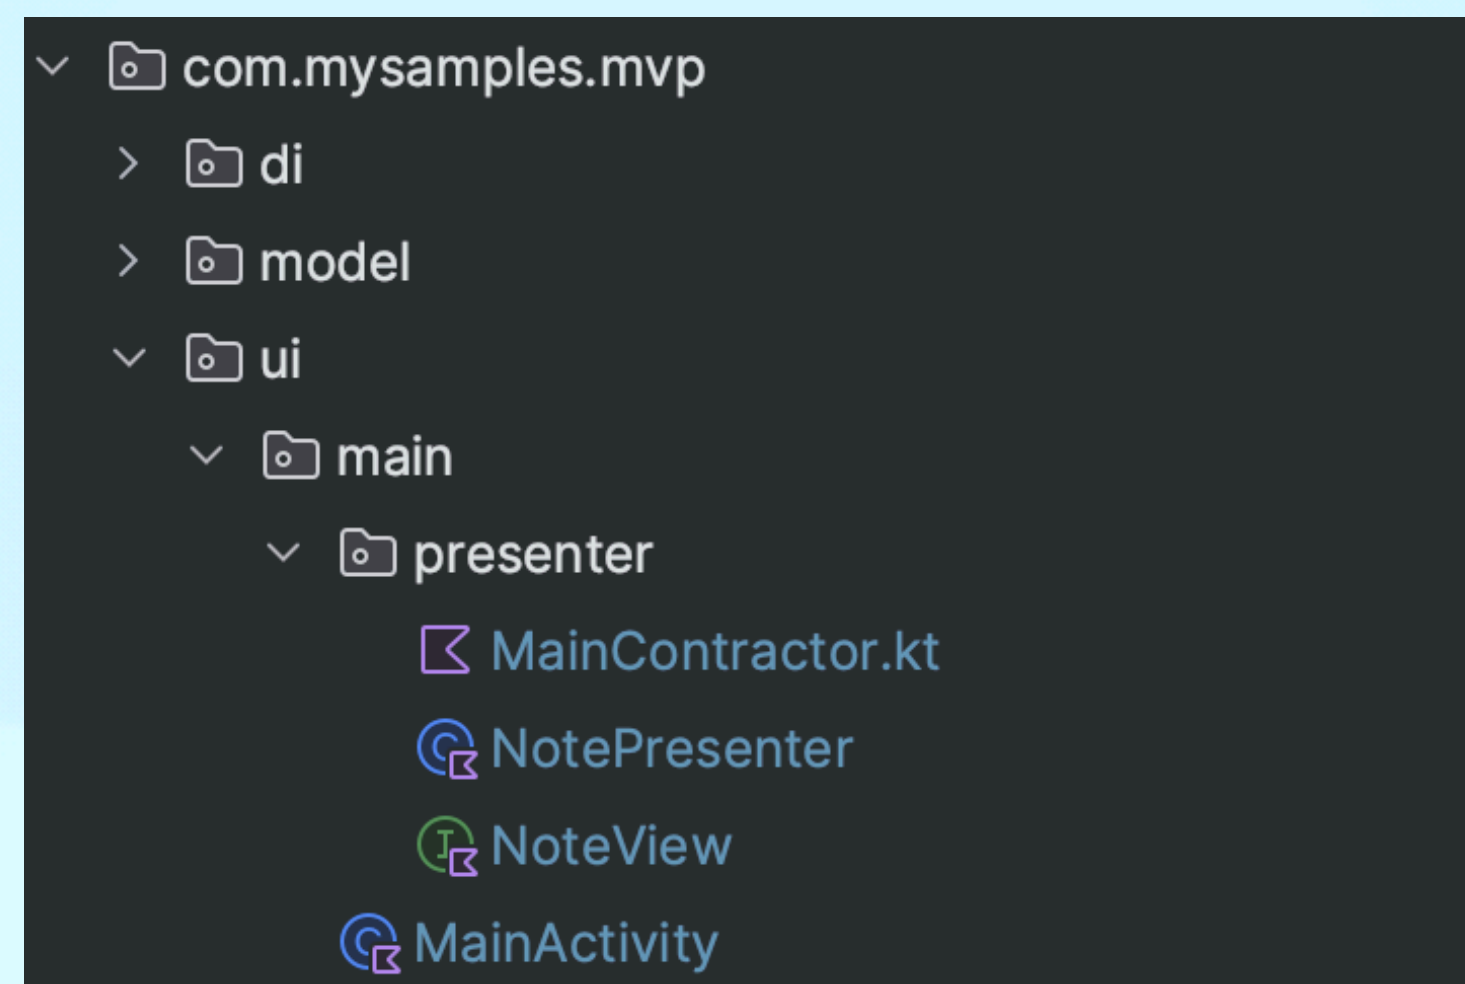 com.mysamples.mvp
di
model
ui
main
presenter
MainContractor.kt
NotePresenter
NoteView
MainActivity